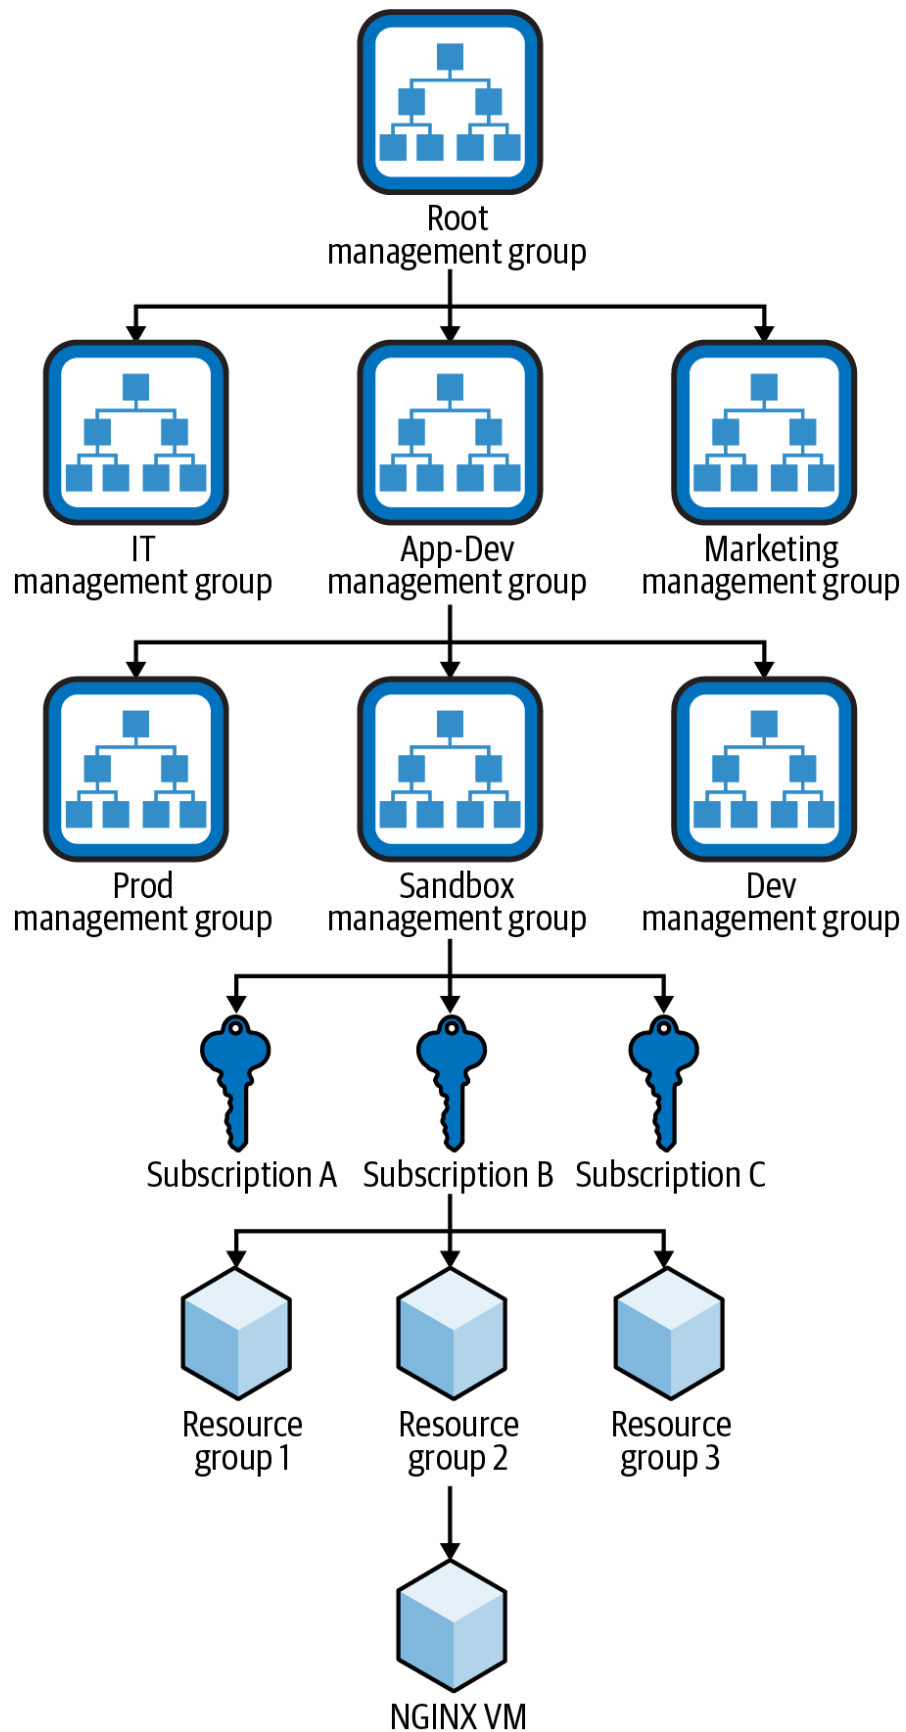 Root
management group
IT
management group
App-Dev
management group
Marketing
management group
Prod
management group
Sandbox
management group
Dev
management group
Subscription A
Subscription B
Subscription C
Resource
group 1
Resource
group 2
Resource
group 3
NGINX VM